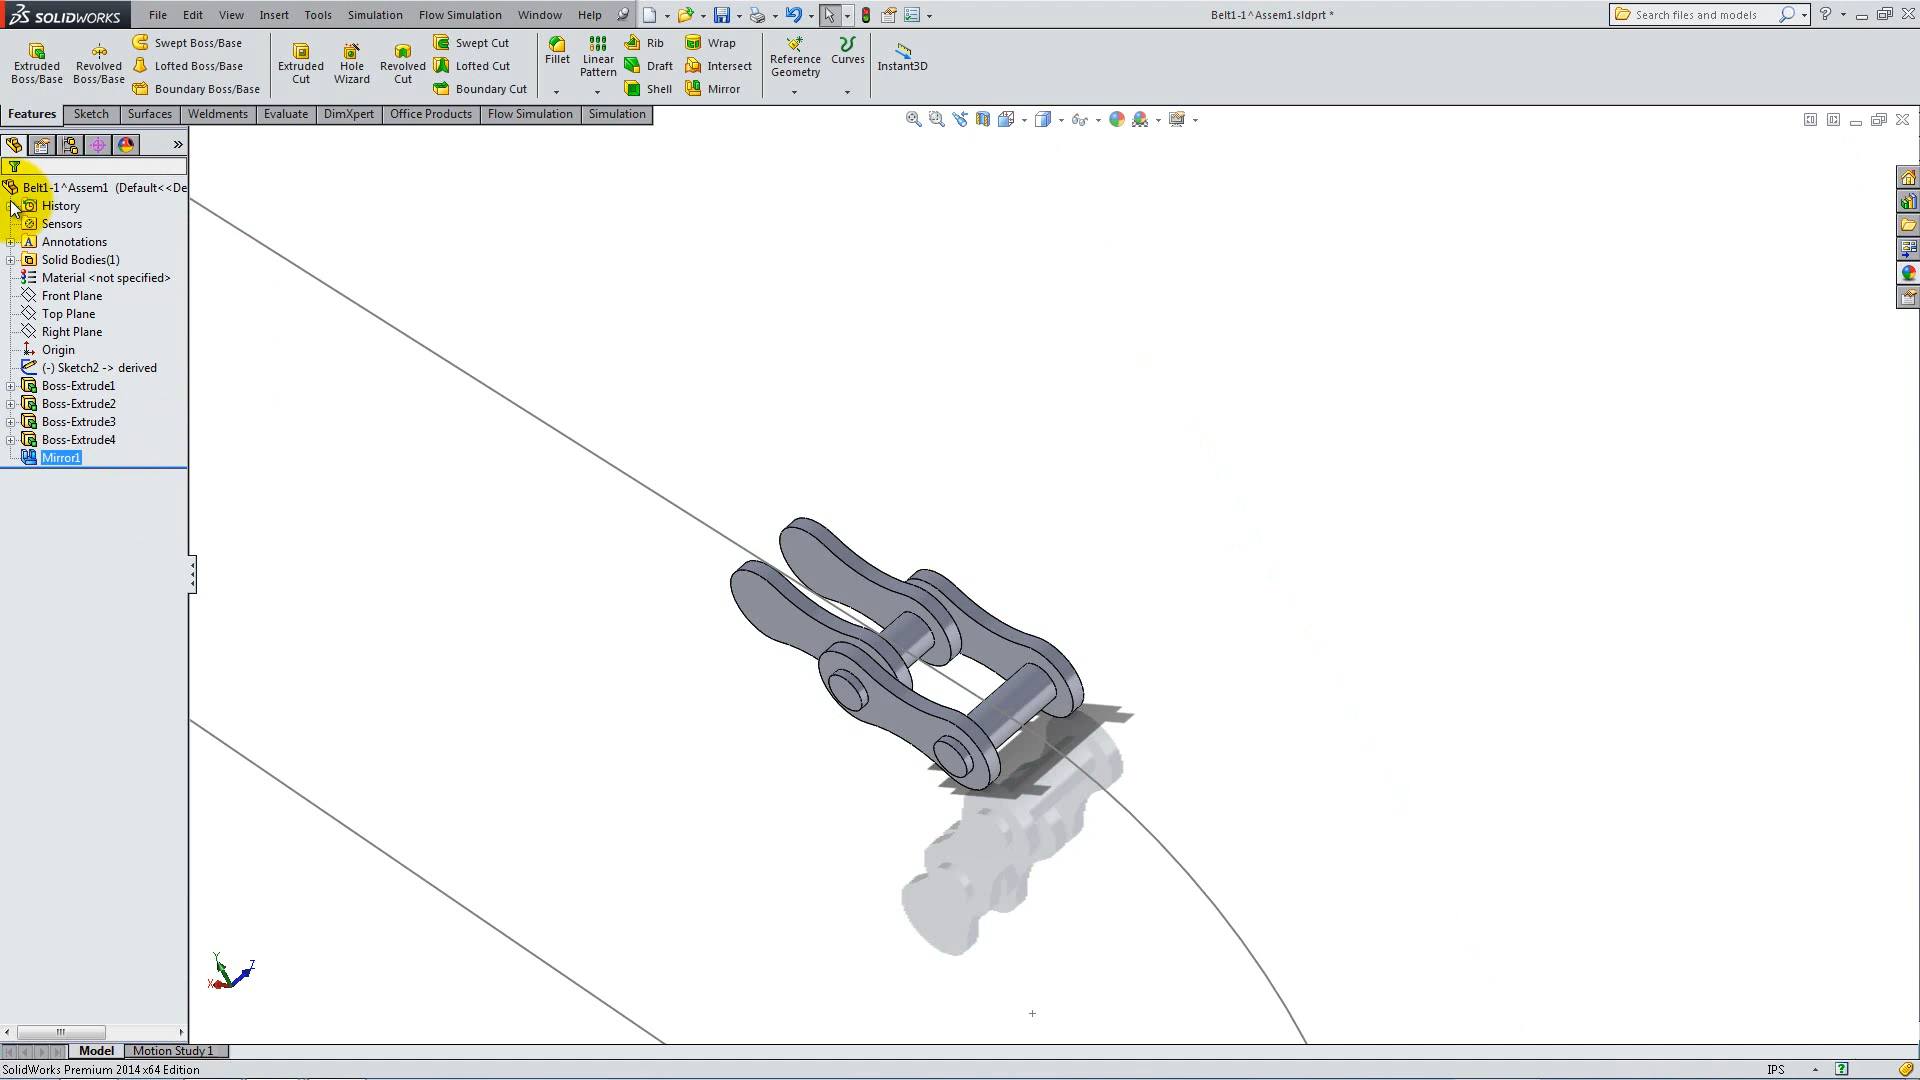 SOLIDWORKS File Edit View Insert Tools Simulation Flow Simulation Window Help Belt1-1^Assem1.sldprt * Search files and models
Extruded Boss/Base
Revolved Boss/Base
Swept Boss/Base
Lofted Boss/Base
Boundary Boss/Base
Extruded Cut
Hole Wizard
Revolved Cut
Swept Cut
Lofted Cut
Boundary Cut
Fillet
Linear Pattern
Rib
Draft
Shell
Wrap
Intersect
Mirror
Reference Geometry
Curves
Instant3D
Features Sketch Surfaces Weldments Evaluate DimXpert Office Products Flow Simulation Simulation
Belt1-1^Assem1 (Default<<De
History
Sensors
Annotations
Solid Bodies(1)
Material <not specified>
Front Plane
Top Plane
Right Plane
Origin
(-) Sketch2 -> derived
Boss-Extrude1
Boss-Extrude2
Boss-Extrude3
Boss-Extrude4
Mirror1
Y
Z
X
Model Motion Study 1
SolidWorks Premium 2014 x64 Edition IPS